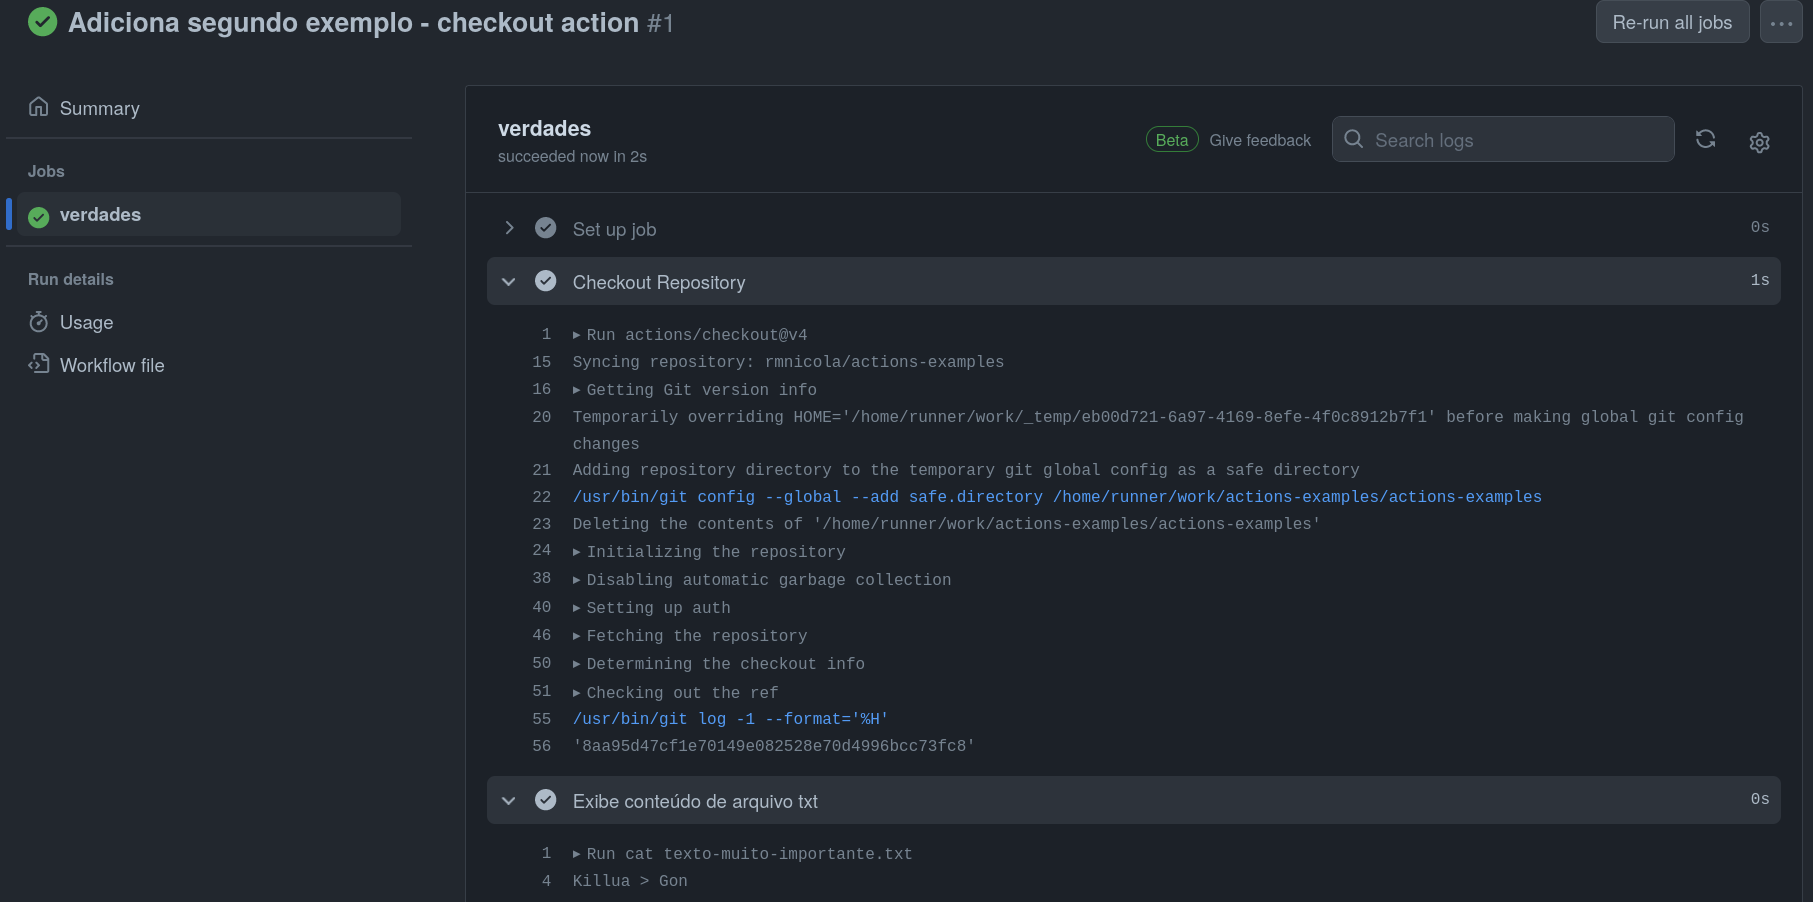 Adiciona segundo exemplo - checkout action #1
Re-run all jobs
...
Summary
Jobs
verdades
Run details
Usage
Workflow file
verdades
succeeded now in 2s
Beta Give feedback
Search logs
Set up job 0s
Checkout Repository 1s
1 ▸ Run actions/checkout@v4
15 Syncing repository: rmnicola/actions-examples
16 ▸ Getting Git version info
20 Temporarily overriding HOME='/home/runner/work/_temp/eb00d721-6a97-4169-8efe-4f0c8912b7f1' before making global git config
changes
21 Adding repository directory to the temporary git global config as a safe directory
22 /usr/bin/git config --global --add safe.directory /home/runner/work/actions-examples/actions-examples
23 Deleting the contents of '/home/runner/work/actions-examples/actions-examples'
24 ▸ Initializing the repository
38 ▸ Disabling automatic garbage collection
40 ▸ Setting up auth
46 ▸ Fetching the repository
50 ▸ Determining the checkout info
51 ▸ Checking out the ref
55 /usr/bin/git log -1 --format='%H'
56 '8aa95d47cf1e70149e082528e70d4996bcc73fc8'
Exibe conteúdo de arquivo txt 0s
1 ▸ Run cat texto-muito-importante.txt
4 Killua > Gon